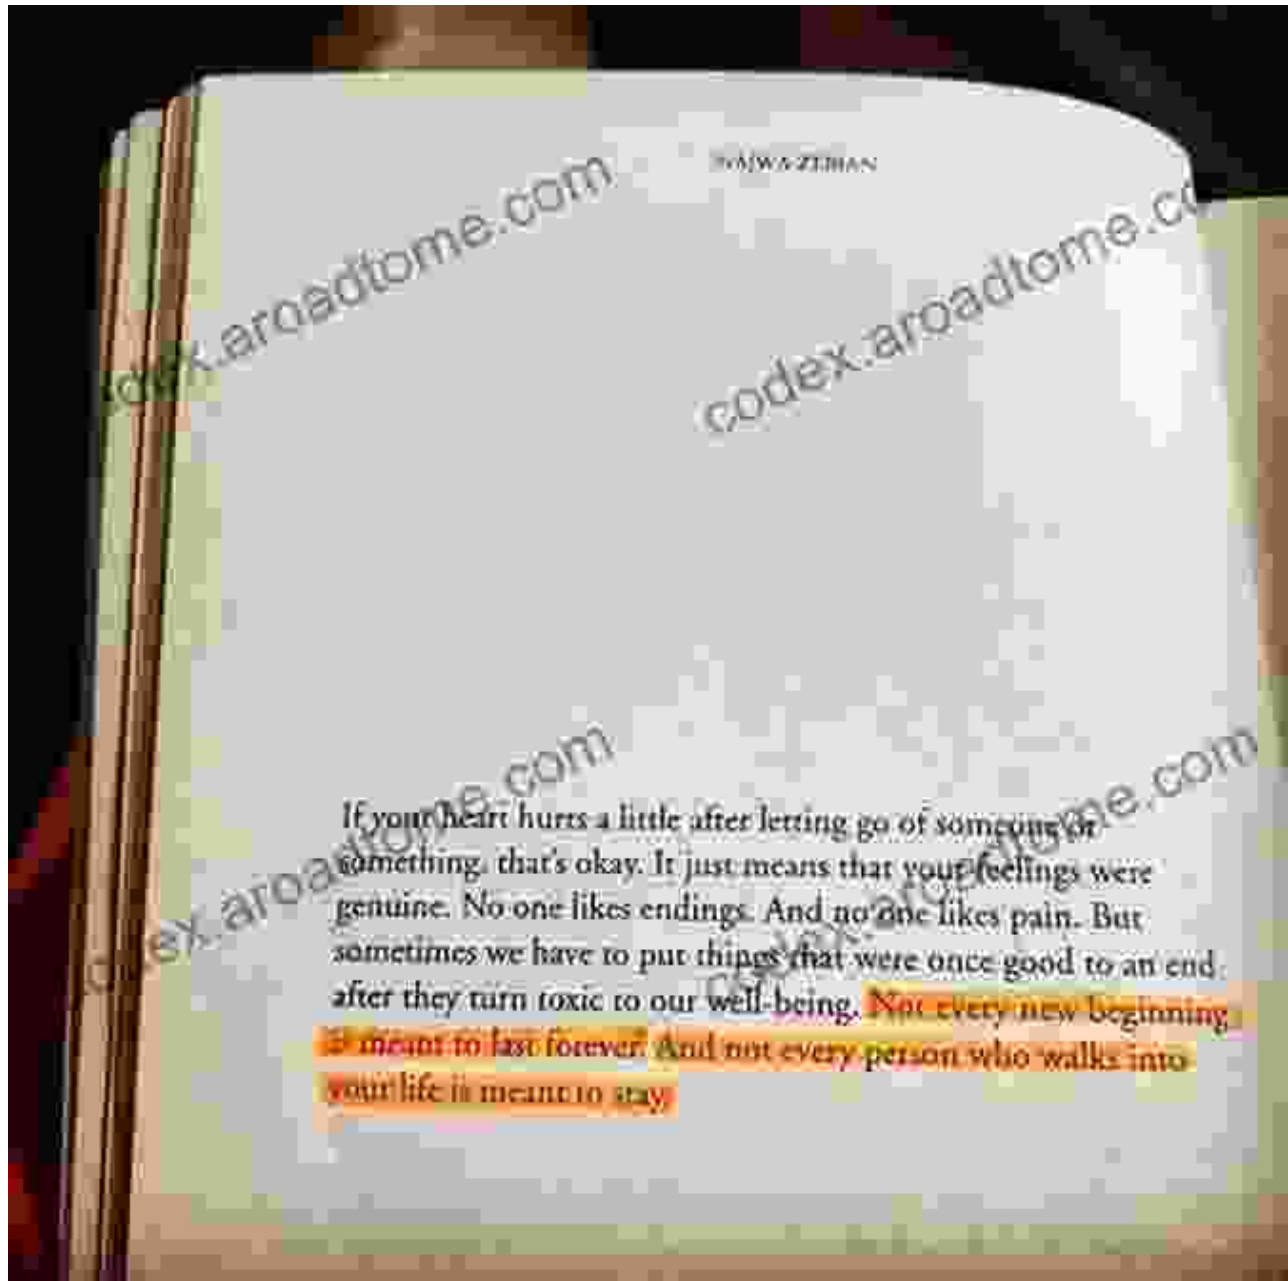 NAJWA ZEBIAN
codex.aroadtome.com
codex.aroadtome.co
If your heart hurts a little after letting go of someone or
something, that's okay. It just means that your feelings were
genuine. No one likes endings. And no one likes pain. But
sometimes we have to put things that were once good to an end
after they turn toxic to our well-being. Not every new beginning
is meant to last forever. And not every person who walks into
your life is meant to stay.
codex.aroadtome.com
codex.aroadtome.com